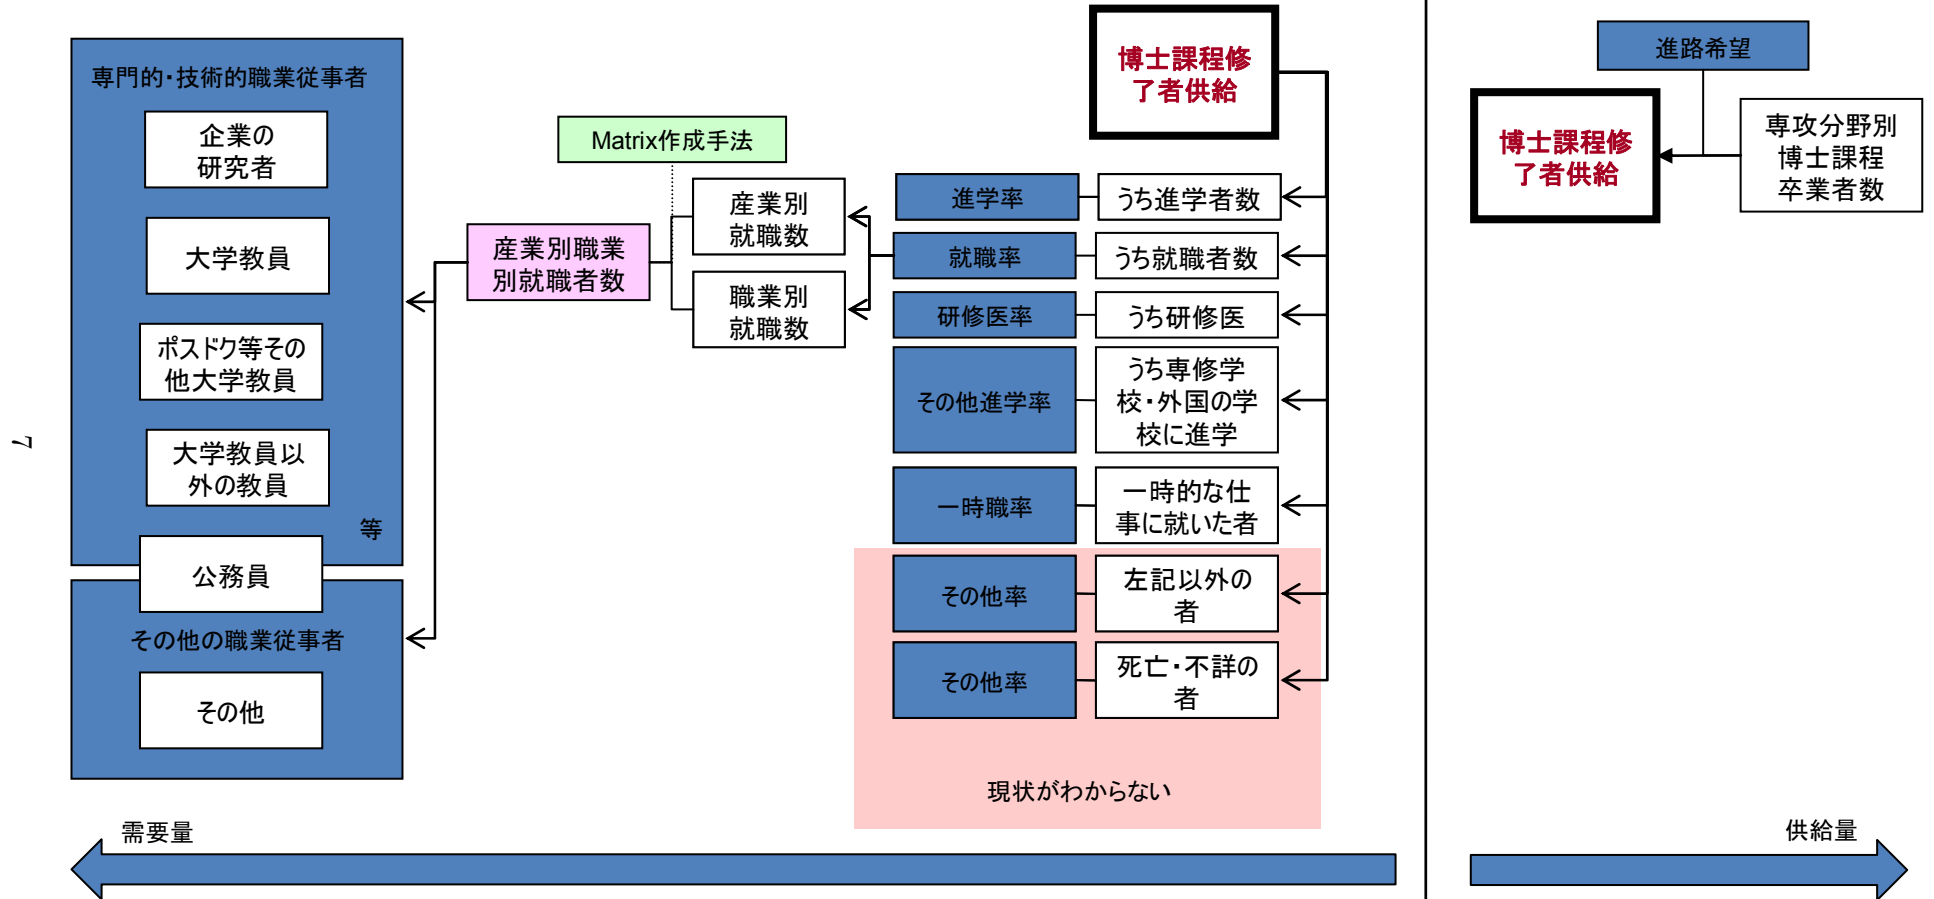 専門的・技術的職業従事者
企業の
研究者
大学教員
ポスドク等その
他大学教員
大学教員以
外の教員
等
公務員
その他の職業従事者
その他
Matrix作成手法
産業別職業
別就職者数
産業別
就職数
職業別
就職数
博士課程修
了者供給
進学率
うち進学者数
就職率
うち就職者数
研修医率
うち研修医
その他進学率
うち専修学
校・外国の学
校に進学
一時職率
一時的な仕
事に就いた者
その他率
左記以外の
者
その他率
死亡・不詳の
者
現状がわからない
進路希望
博士課程修
了者供給
専攻分野別
博士課程
卒業者数
需要量
供給量
7